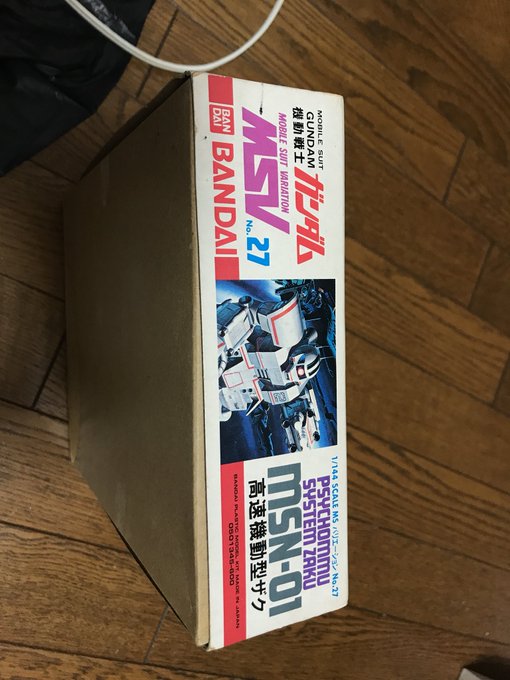 MOBILE SUIT
GUNDAM
機動戦士
ガンダム
MOBILE SUIT VARIATION
MSV
No. 27
BAN
DAI
BANDAI
1/144 SCALE MS バリエーション No.27
PSYCHOMMU
SYSTEM ZAKU
MSN-01
高速機動型ザク
BANDAI PLASTIC MODEL KIT MADE IN JAPAN